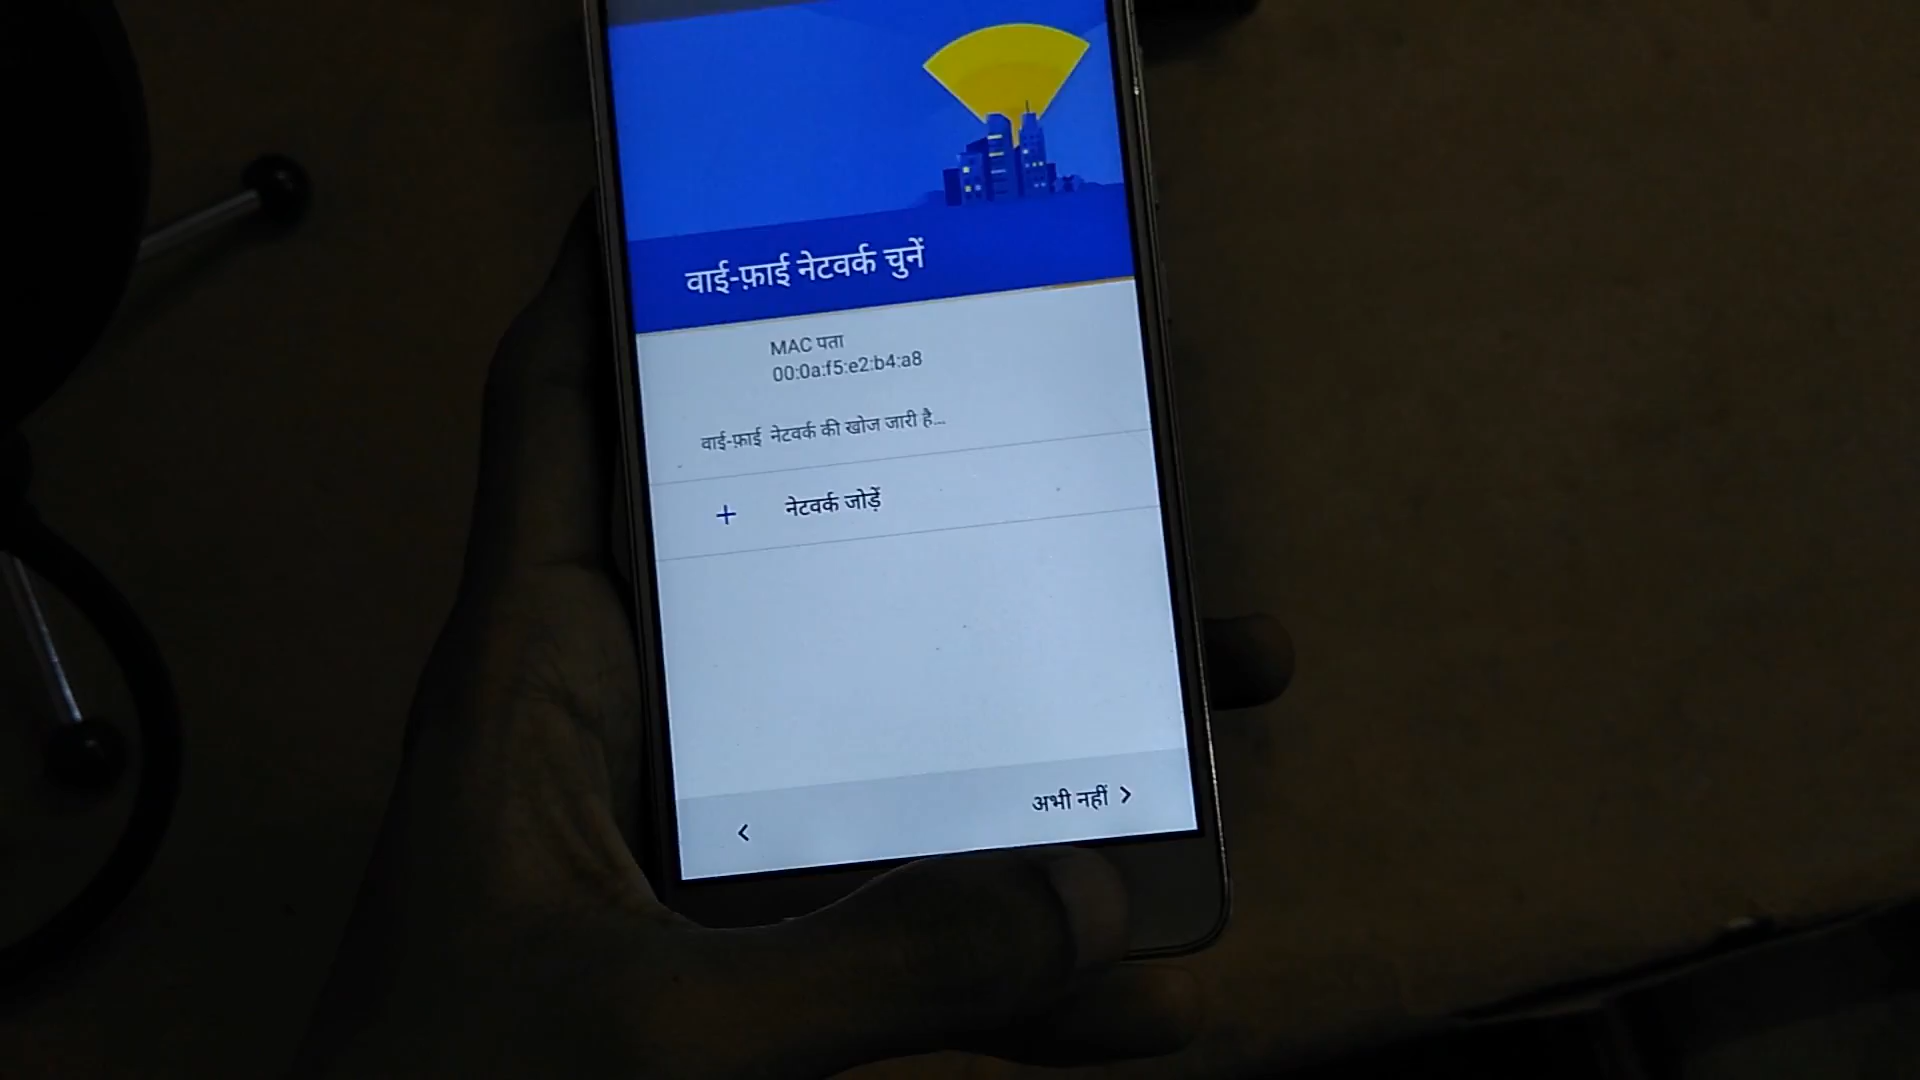 वाई-फ़ाई नेटवर्क चुनें
MAC पता
00:0a:f5:e2:b4:a8
वाई-फ़ाई नेटवर्क की खोज जारी है...
+ नेटवर्क जोड़ें
अभी नहीं >
<